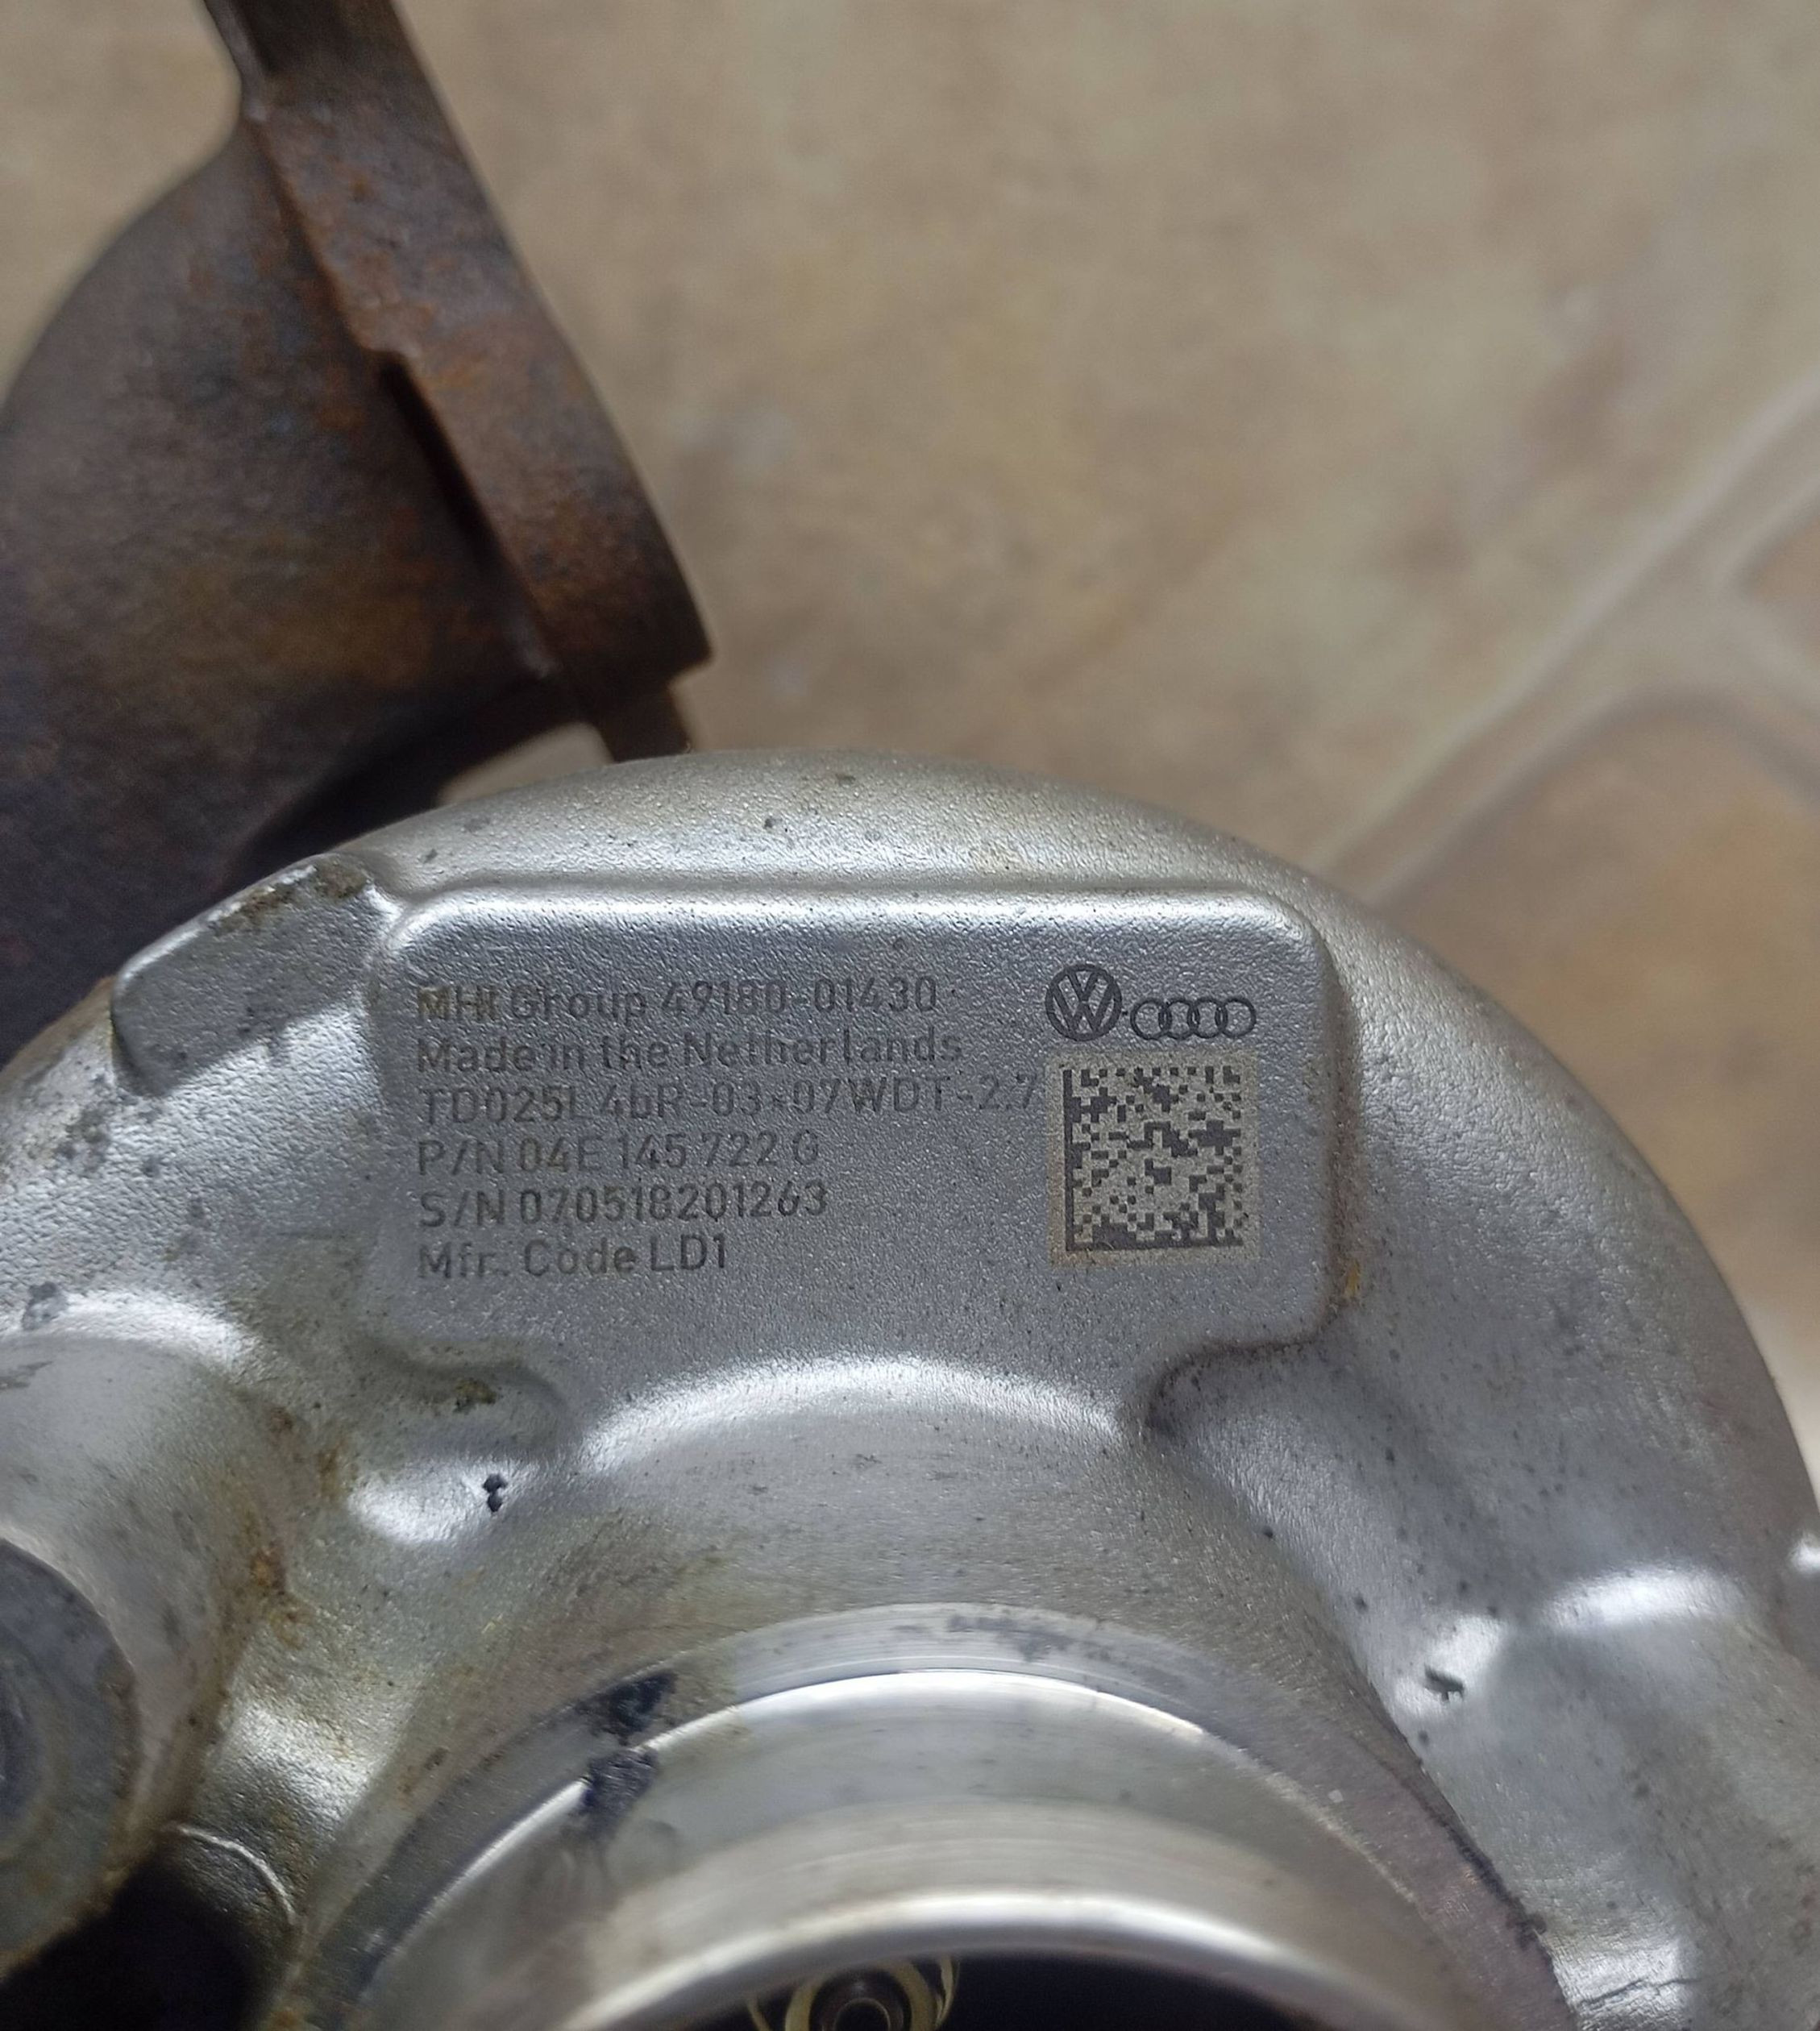 MHI Group 49180-01430
Made in the Netherlands
TD025L4bR-03x07WDT-2.7
P/N 04E 145 722 G
S/N 070518201263
Mfr. Code LD1